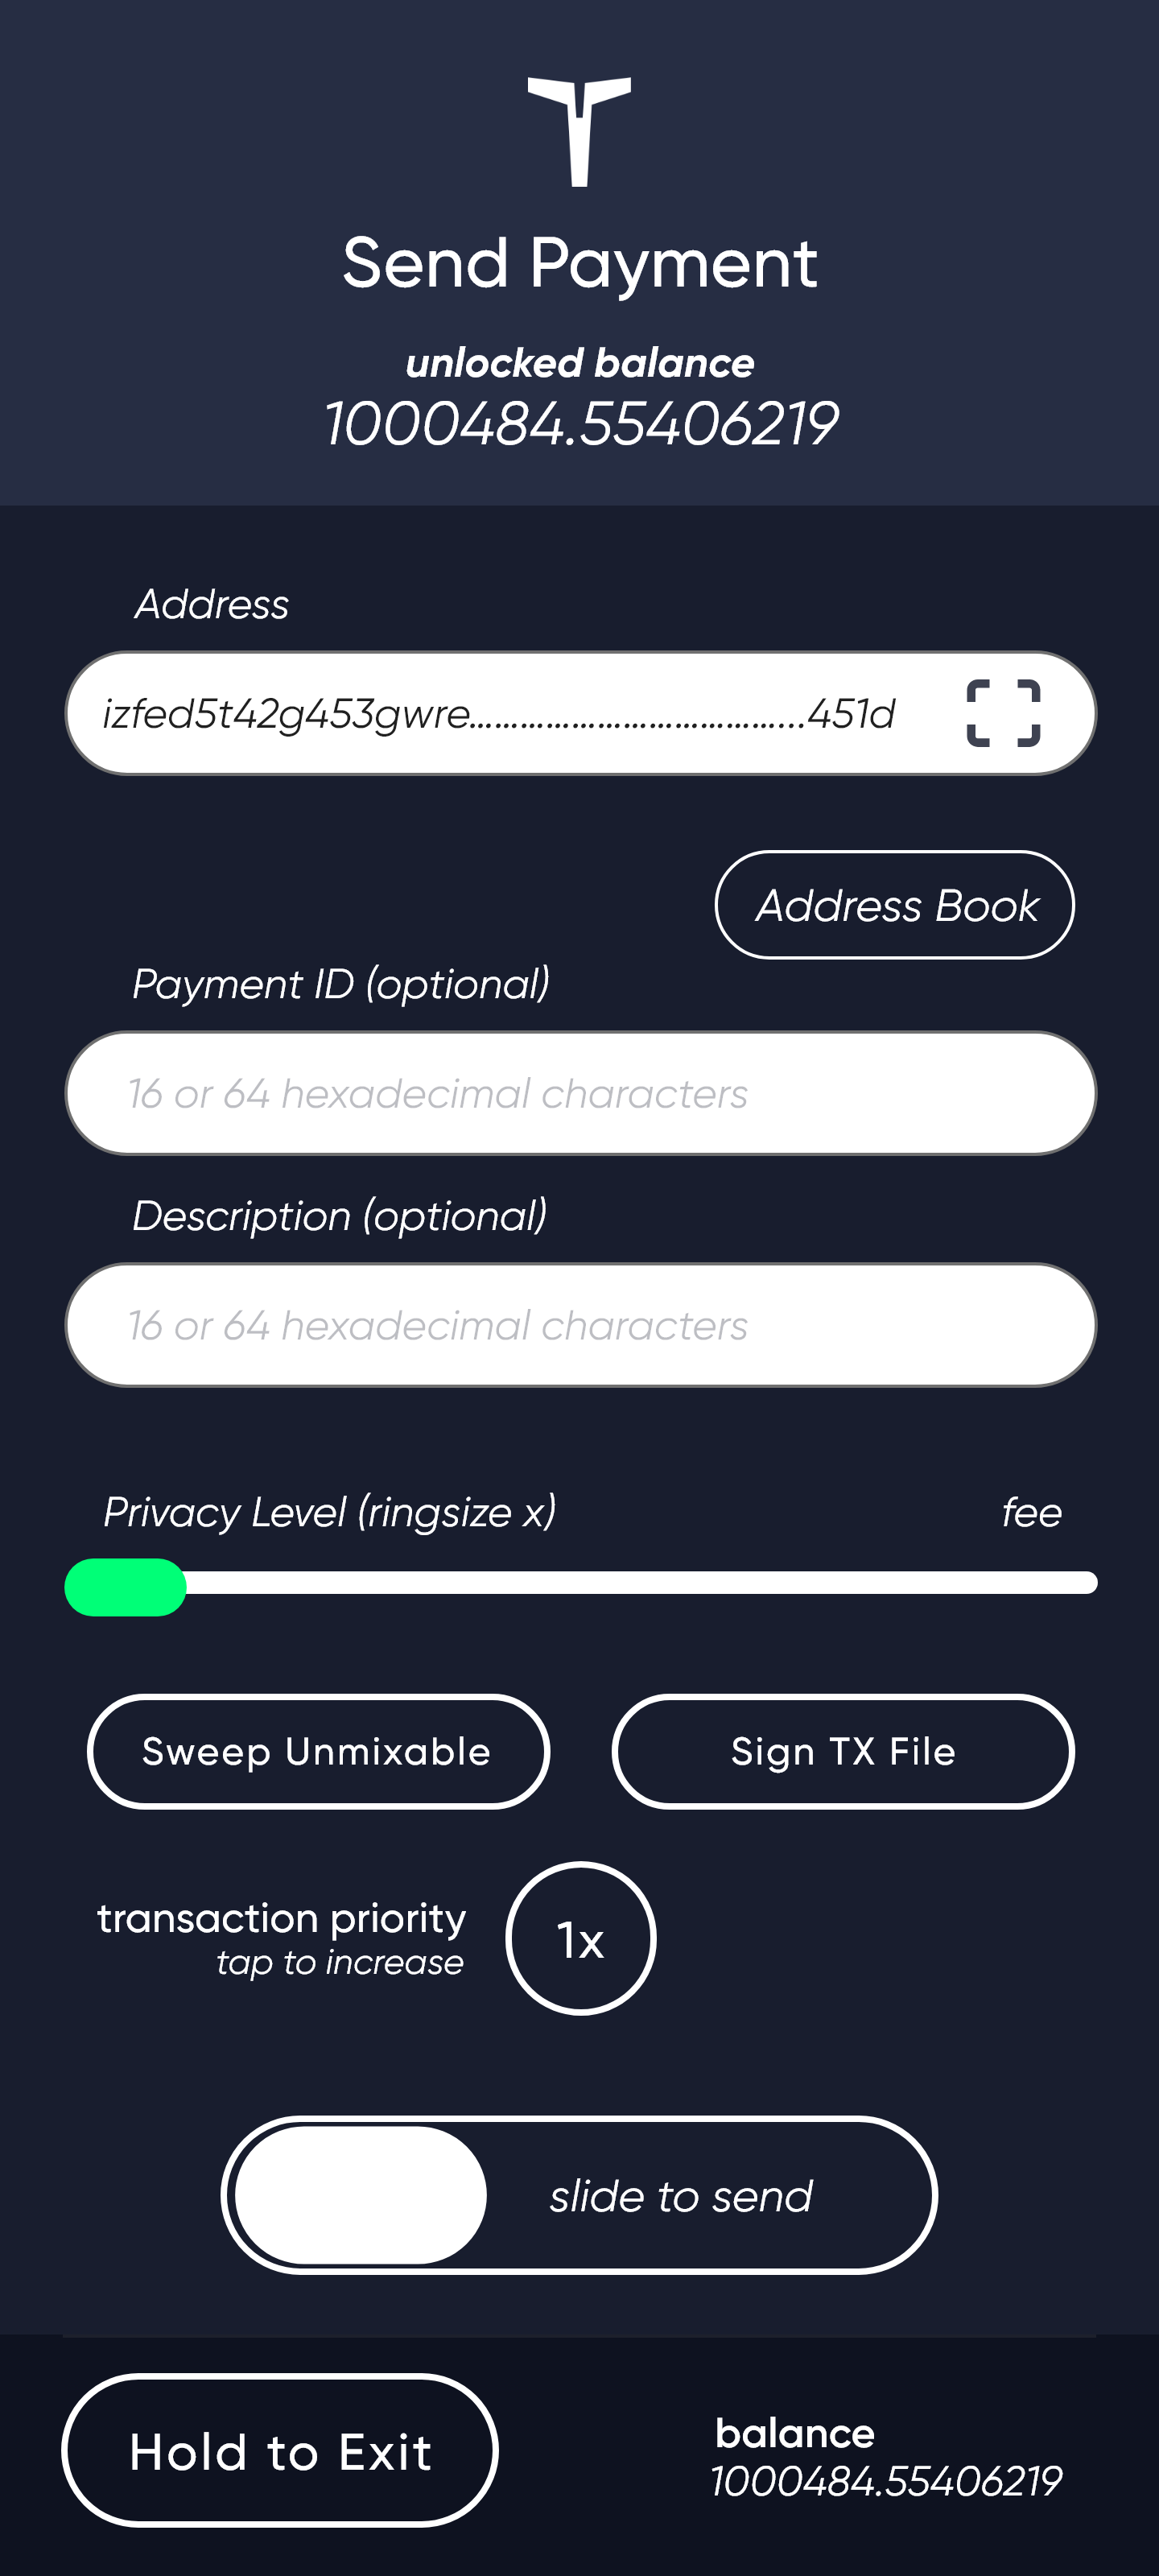 Send Payment
unlocked balance
1000484.55406219
Address
izfed5t42g453gwre.......................................451d
Address Book
Payment ID (optional)
16 or 64 hexadecimal characters
Description (optional)
16 or 64 hexadecimal characters
Privacy Level (ringsize x) fee
Sweep Unmixable Sign TX File
transaction priority
tap to increase
1x
slide to send
Hold to Exit
balance
1000484.55406219